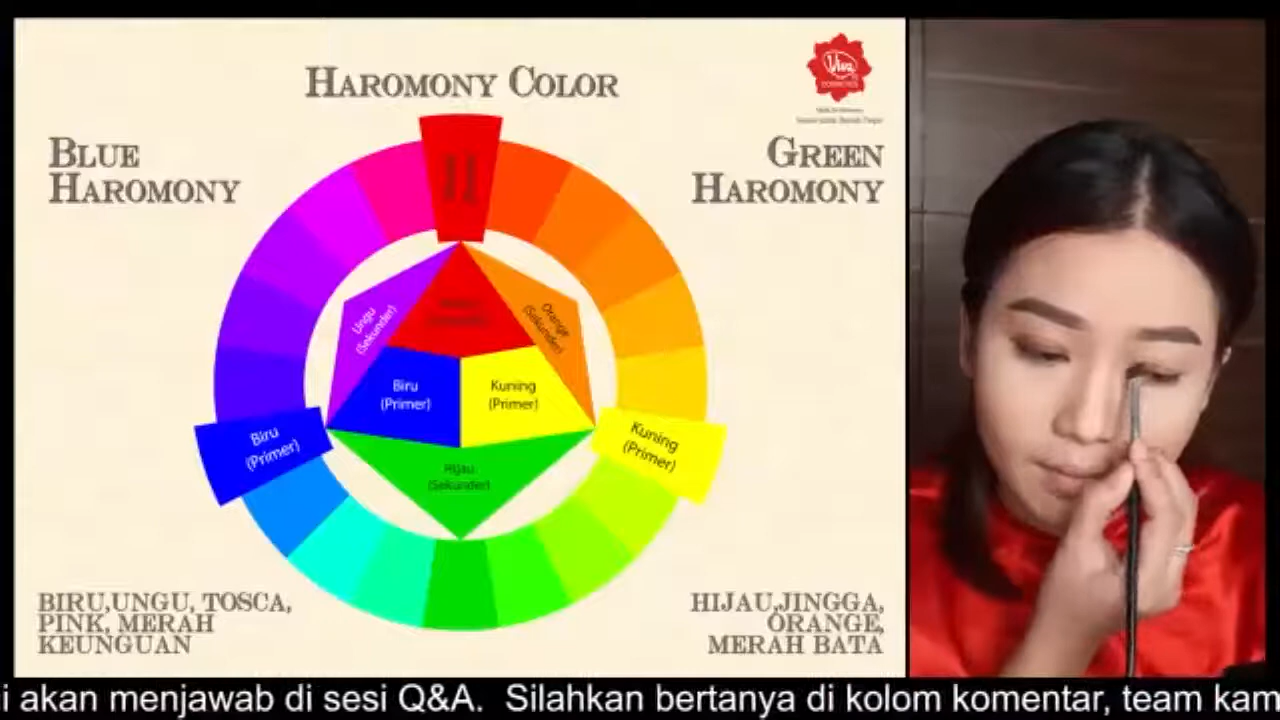 HAROMONY COLOR
Viva
COSMETICS
BLUE
HAROMONY
GREEN
HAROMONY
Ungu
(Sekunder)
Orange
(Sekunder)
Biru
(Primer)
Kuning
(Primer)
Biru
(Primer)
Kuning
(Primer)
Hijau
(Sekunder)
BIRU,UNGU, TOSCA,
PINK, MERAH
KEUNGUAN
HIJAU,JINGGA,
ORANGE,
MERAH BATA
i akan menjawab di sesi Q&A. Silahkan bertanya di kolom komentar, team kam